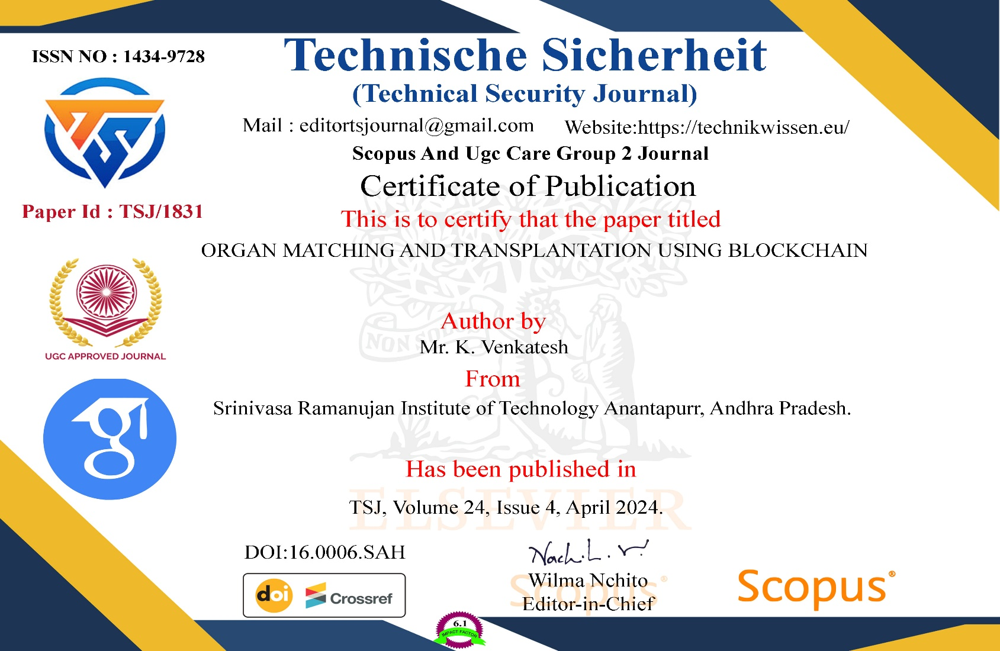 ISSN NO : 1434-9728
Technische Sicherheit
(Technical Security Journal)
Mail : editortsjournal@gmail.com Website:https://technikwissen.eu/
Scopus And Ugc Care Group 2 Journal
Certificate of Publication
Paper Id : TSJ/1831
This is to certify that the paper titled
ORGAN MATCHING AND TRANSPLANTATION USING BLOCKCHAIN
NON SOLUS
Author by
Mr. K. Venkatesh
UGC APPROVED JOURNAL
From
Srinivasa Ramanujan Institute of Technology Anantapurr, Andhra Pradesh.
Has been published in
ELSEVIER
TSJ, Volume 24, Issue 4, April 2024.
DOI:16.0006.SAH
doi Crossref
Wilma Nchito
Editor-in-Chief
Scopus®
Scopus®
6.1
IMPACT FACTOR